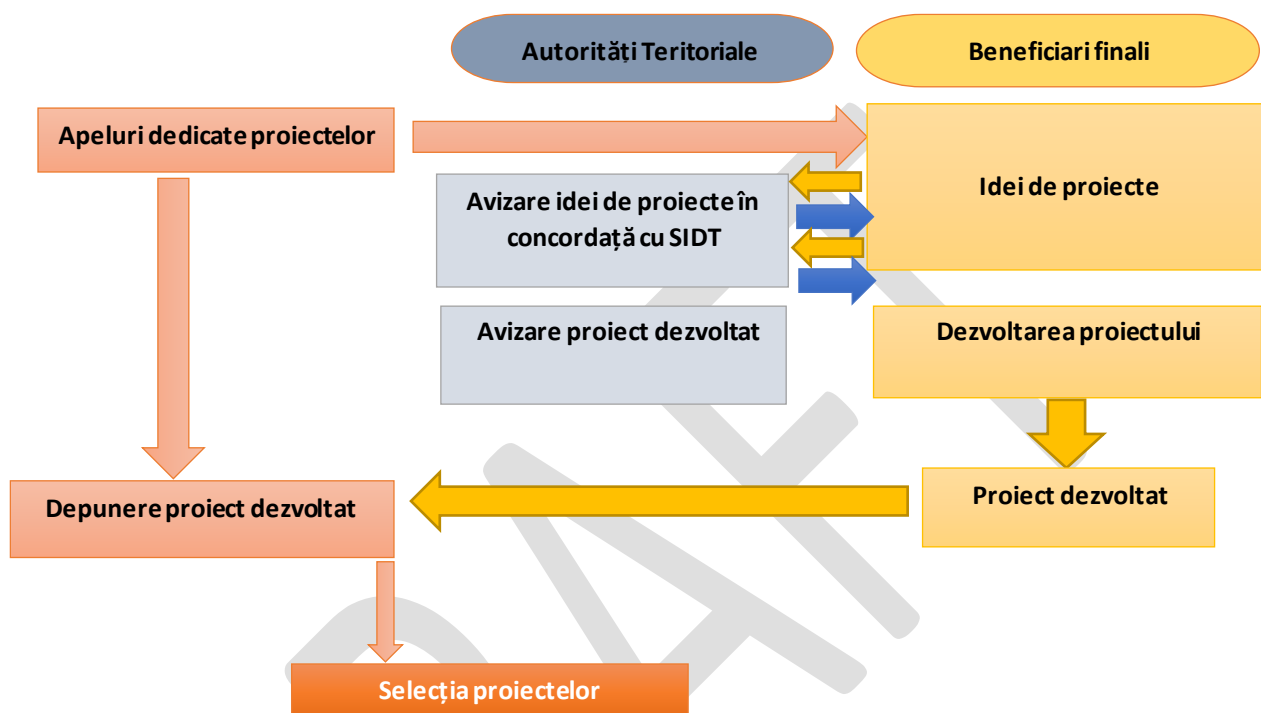 Autorități Teritoriale
Beneficiari finali
Apeluri dedicate proiectelor
Idei de proiecte
Avizare idei de proiecte în
concordață cu SIDT
Avizare proiect dezvoltat
Dezvoltarea proiectului
Depunere proiect dezvoltat
Proiect dezvoltat
Selecția proiectelor